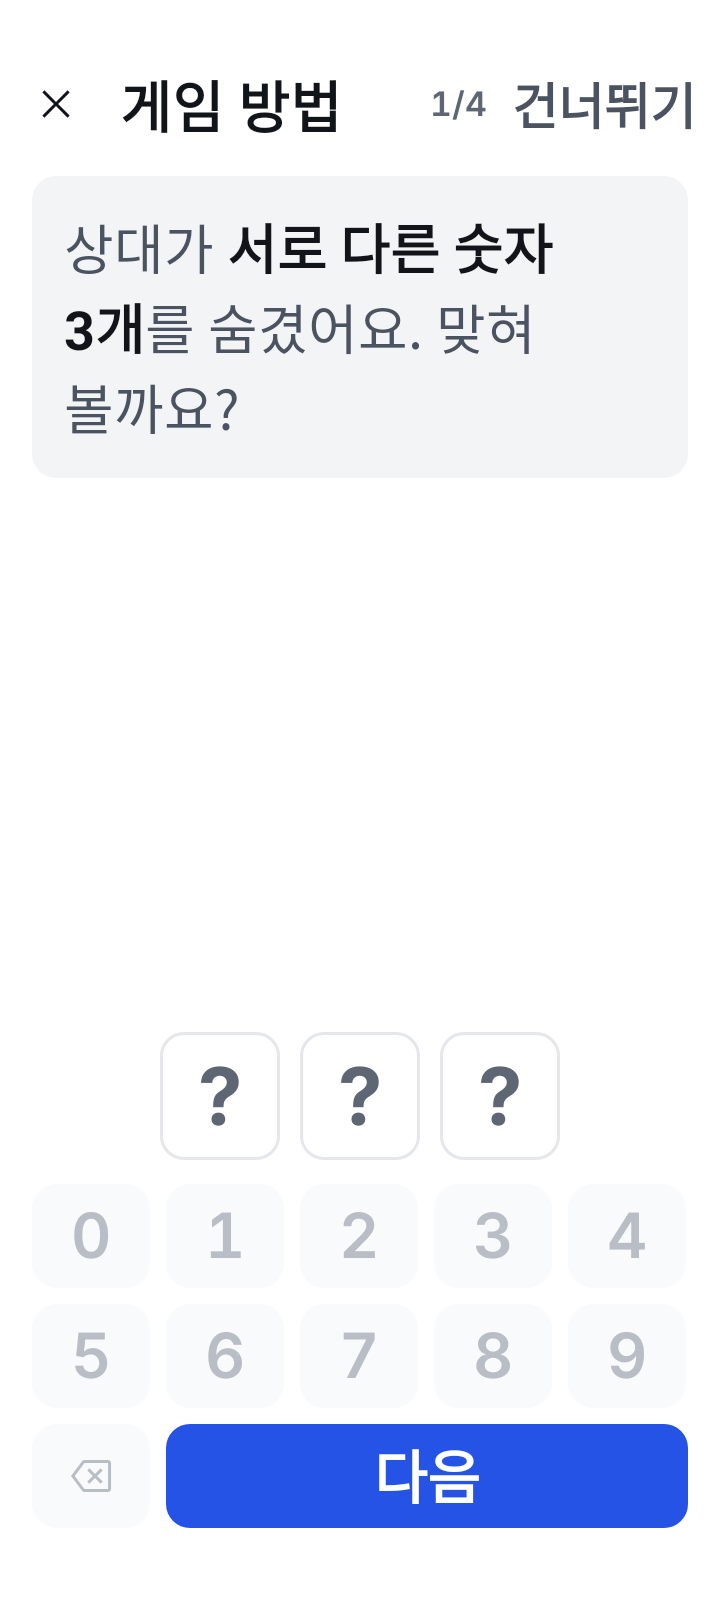 게임 방법
1/4 건너뛰기
상대가 서로 다른 숫자
3개를 숨겼어요. 맞혀
볼까요?
? ? ?
0 1 2 3 4
5 6 7 8 9
다음